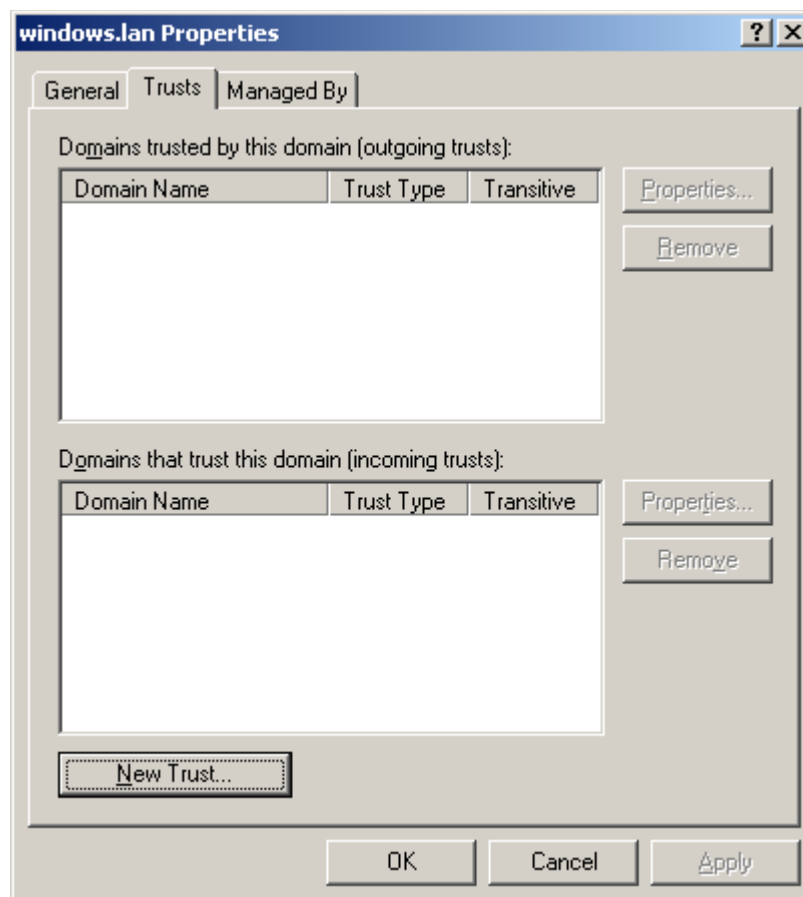 windows.lan Properties
General Trusts Managed By
Domains trusted by this domain (outgoing trusts):
Domain Name Trust Type Transitive
Properties...
Remove
Domains that trust this domain (incoming trusts):
Domain Name Trust Type Transitive
Properties...
Remove
New Trust...
OK Cancel Apply